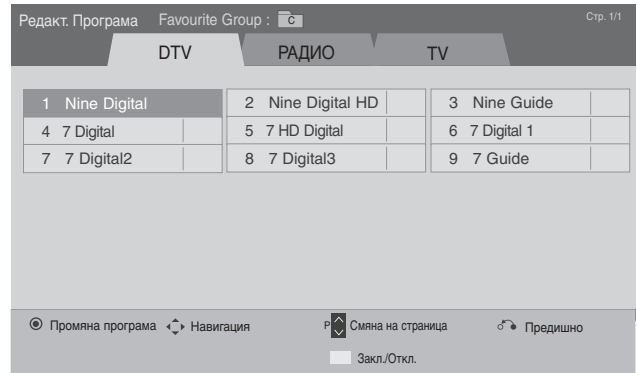 Редакт. Програма Favourite Group : C Стр. 1/1
DTV РАДИО TV
1 Nine Digital 2 Nine Digital HD 3 Nine Guide
4 7 Digital 5 7 HD Digital 6 7 Digital 1
7 7 Digital2 8 7 Digital3 9 7 Guide
Промяна програма Навигация P Смяна на страница Предишно
Закл./Откл.